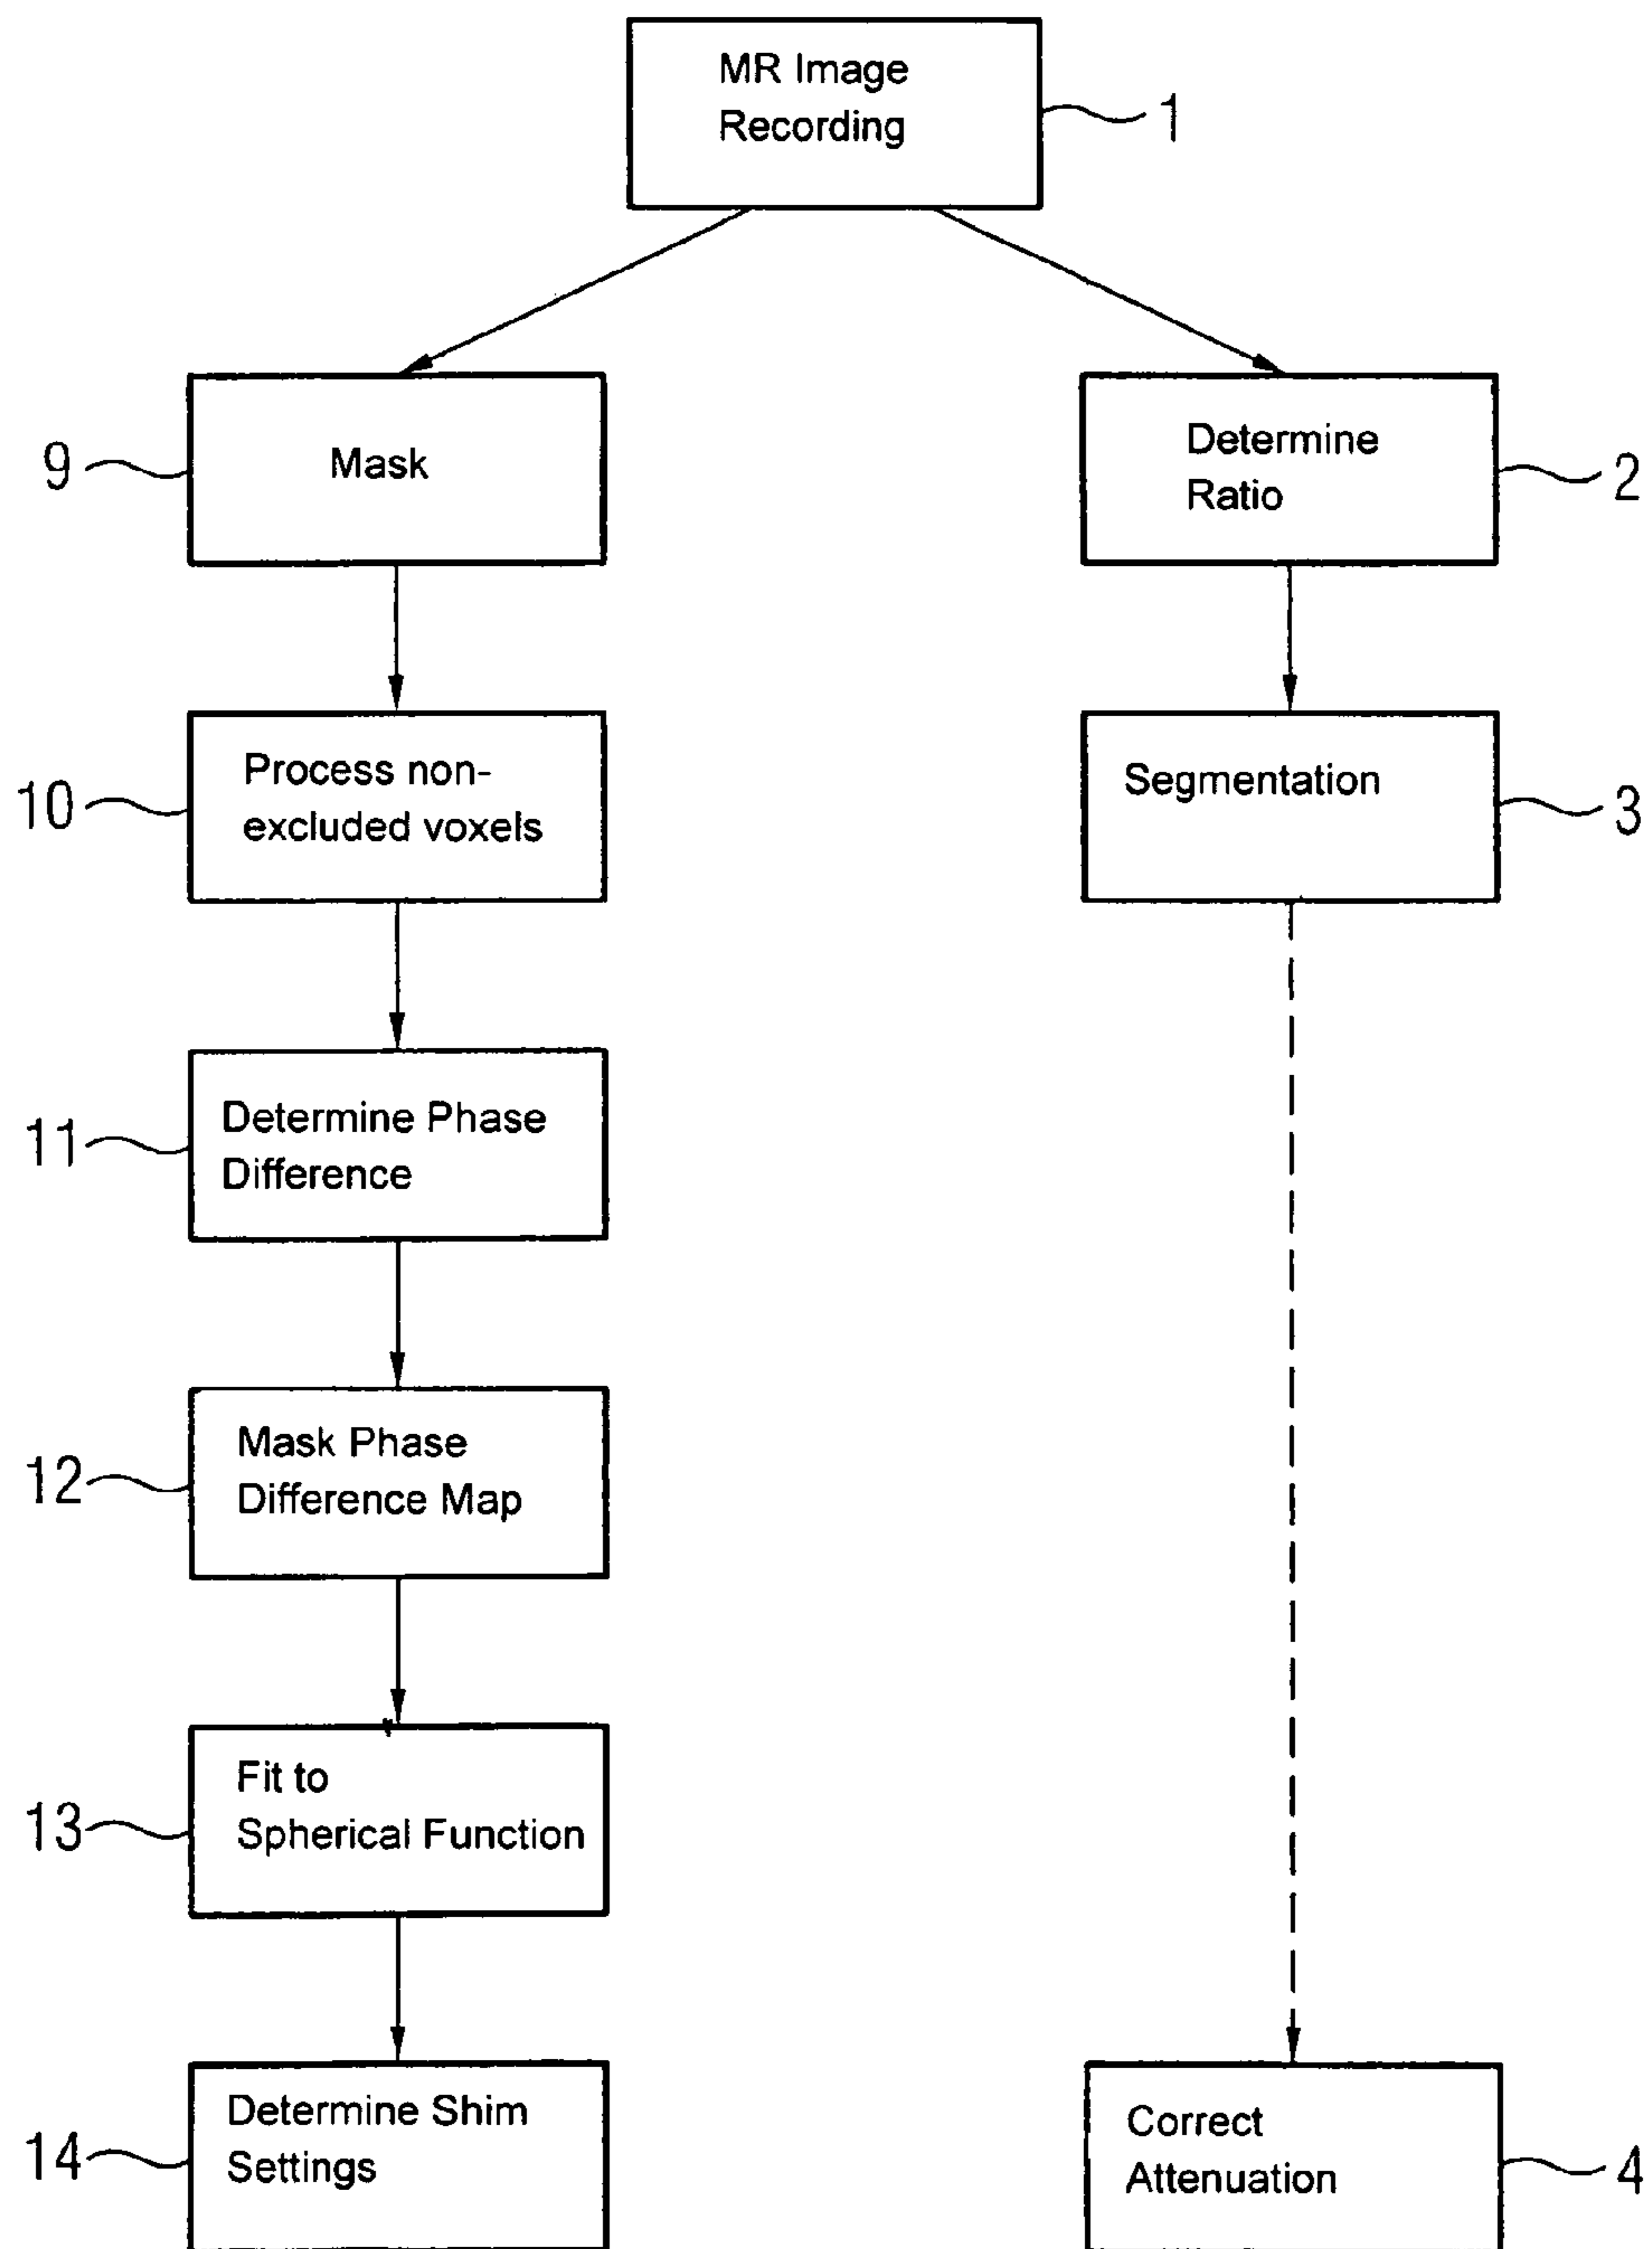 MR Image
Recording
1
Mask
9
Determine
Ratio
2
Process non-
excluded voxels
10
Segmentation
3
Determine Phase
Difference
11
Mask Phase
Difference Map
12
Fit to
Spherical Function
13
Determine Shim
Settings
14
Correct
Attenuation
4